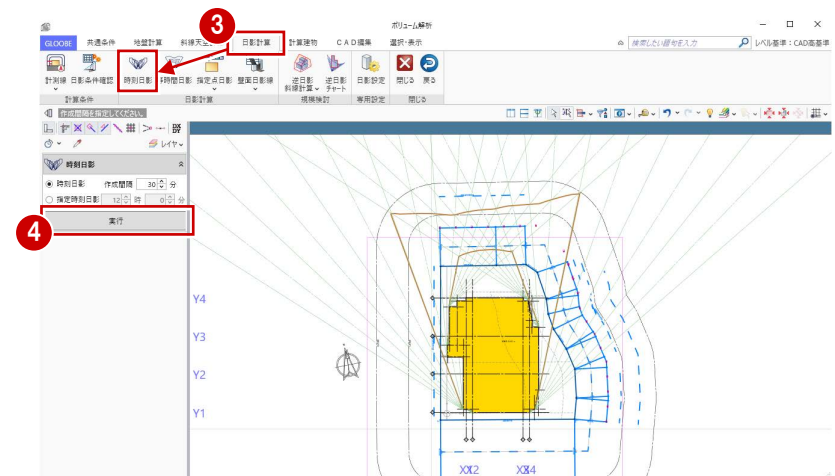 3
ボリューム解析
GLOOBE 共通条件 地盤計算 日影計算 計算建物 CAD編集 選択・表示
検索したい語句を入力 レベル基準：CAD高基準
計測線 日影条件確認 時刻日影 指定点日影 壁面日影線 逆日影斜線計算 逆日影チャート 日影設定 閉じる 戻る
計算条件 日影計算 規模検討 専用設定 閉じる
作成間隔を指定してください。
レイヤ
時刻日影
時刻日影 作成間隔 30 分
指定時刻日影 12 時 0 分
実行
4
Y4
Y3
Y2
Y1